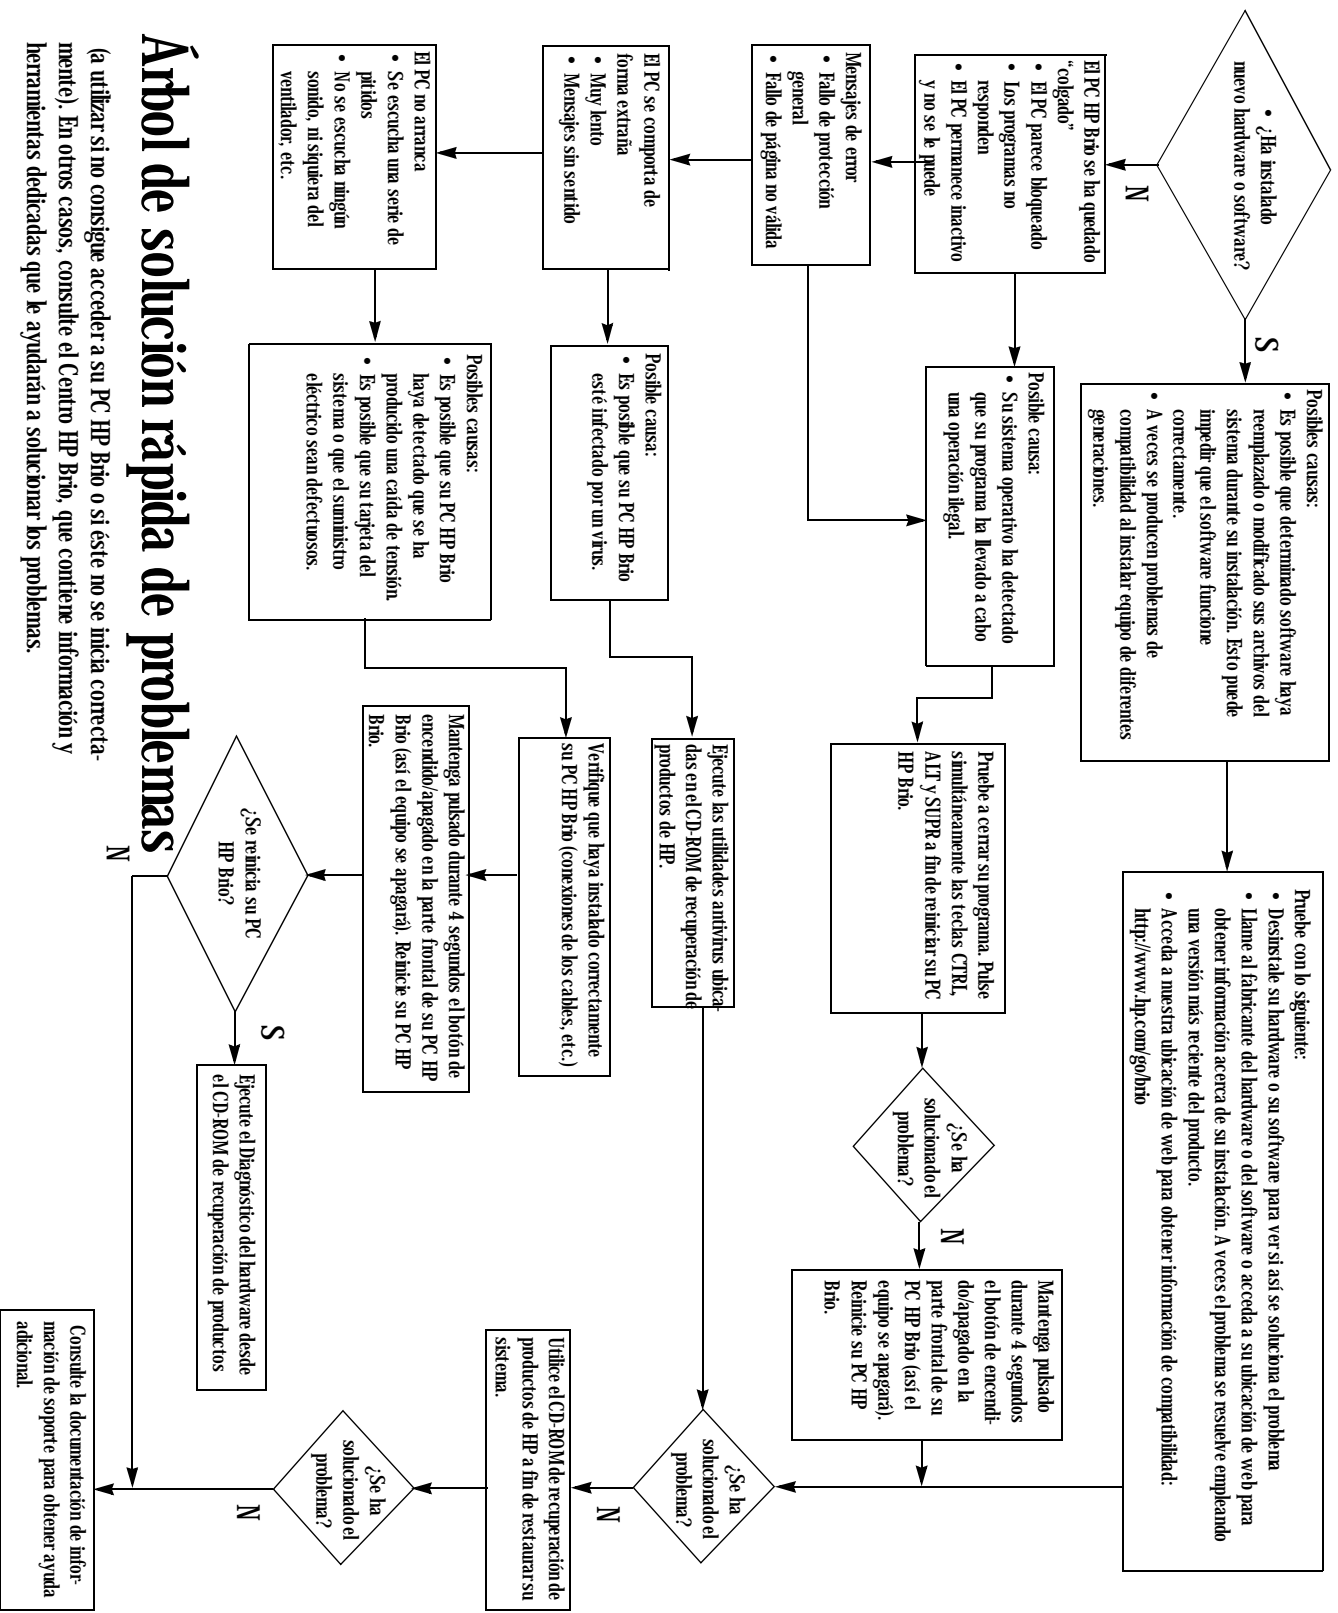 Árbol de solución rápida de problemas
(a utilizar si no consigue acceder a su PC HP Brio o si éste no se inicia correcta-
mente). En otros casos, consulte el Centro HP Brio, que contiene información y
herramientas dedicadas que le ayudarán a solucionar los problemas.
• ¿Ha instalado
nuevo hardware o software?
S
N
Posibles causas:
• Es posible que determinado software haya
reemplazado o modificado sus archivos del
sistema durante su instalación. Esto puede
impedir que el software funcione
correctamente.
• A veces se producen problemas de
compatibilidad al instalar equipo de diferentes
generaciones.
Pruebe con lo siguiente:
• Desinstale su hardware o su software para ver si así se soluciona el problema
• Llame al fabricante del hardware o del software o acceda a su ubicación de web para
obtener información acerca de su instalación. A veces el problema se resuelve empleando
una versión más reciente del producto.
• Acceda a nuestra ubicación de web para obtener información de compatibilidad:
http://www.hp.com/go/brio
El PC HP Brio se ha quedado
“colgado”
• El PC parece bloqueado
• Los programas no
responden
• El PC permanece inactivo
y no se le puede
Posible causa:
• Su sistema operativo ha detectado
que su programa ha llevado a cabo
una operación ilegal.
Pruebe a cerrar su programa. Pulse
simultáneamente las teclas CTRL,
ALT y SUPR a fin de reiniciar su PC
HP Brio.
¿Se ha
solucionado el
problema?
N
Mantenga pulsado
durante 4 segundos
el botón de encendi-
do/apagado en la
parte frontal de su
PC HP Brio (así el
equipo se apagará).
Reinicie su PC HP
Brio.
Mensajes de error
• Fallo de protección
general
• Fallo de página no válida
El PC se comporta de
forma extraña
• Muy lento
• Mensajes sin sentido
Posible causa:
• Es posible que su PC HP Brio
esté infectado por un virus.
Ejecute las utilidades antivirus ubica-
das en el CD-ROM de recuperación de
productos de HP.
¿Se ha
solucionado el
problema?
N
Utilice el CD-ROM de recuperación de
productos de HP a fin de restaurar su
sistema.
El PC no arranca
• Se escucha una serie de
pitidos
• No se escucha ningún
sonido, ni siquiera del
ventilador, etc.
Posibles causas:
• Es posible que su PC HP Brio
haya detectado que se ha
producido una caída de tensión.
• Es posible que su tarjeta del
sistema o que el suministro
eléctrico sean defectuosos.
Verifique que haya instalado correctamente
su PC HP Brio (conexiones de los cables, etc.)
Mantenga pulsado durante 4 segundos el botón de
encendido/apagado en la parte frontal de su PC HP
Brio (así el equipo se apagará). Reinicie su PC HP
Brio.
¿Se reinicia su PC
HP Brio?
S
N
Ejecute el Diagnóstico del hardware desde
el CD-ROM de recuperación de productos
¿Se ha
solucionado el
problema?
N
Consulte la documentación de infor-
mación de soporte para obtener ayuda
adicional.